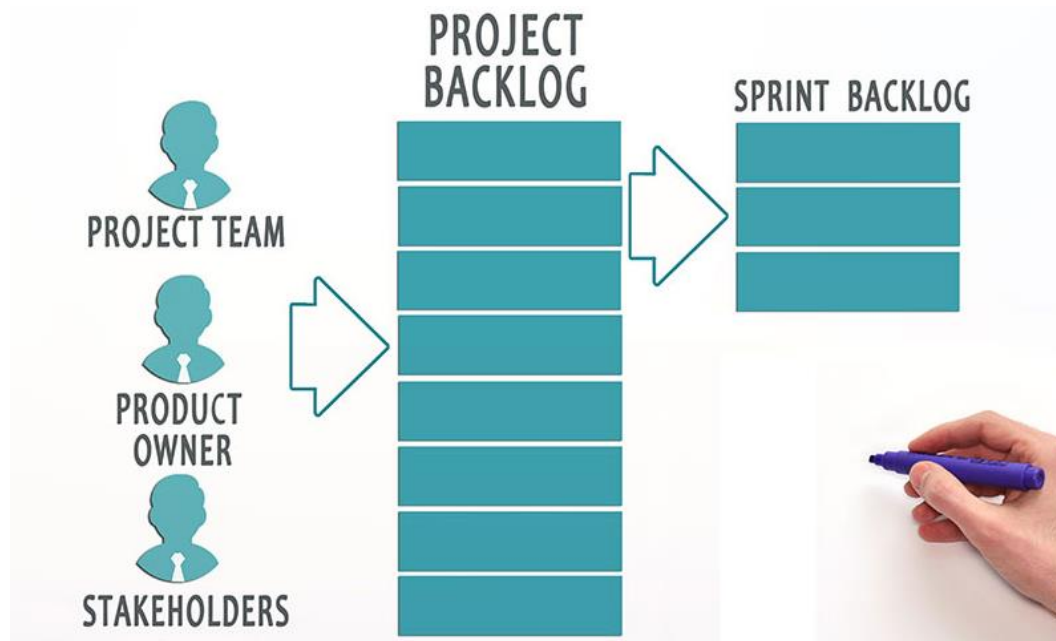 PROJECT
BACKLOG
SPRINT BACKLOG
PROJECT TEAM
PRODUCT
OWNER
STAKEHOLDERS